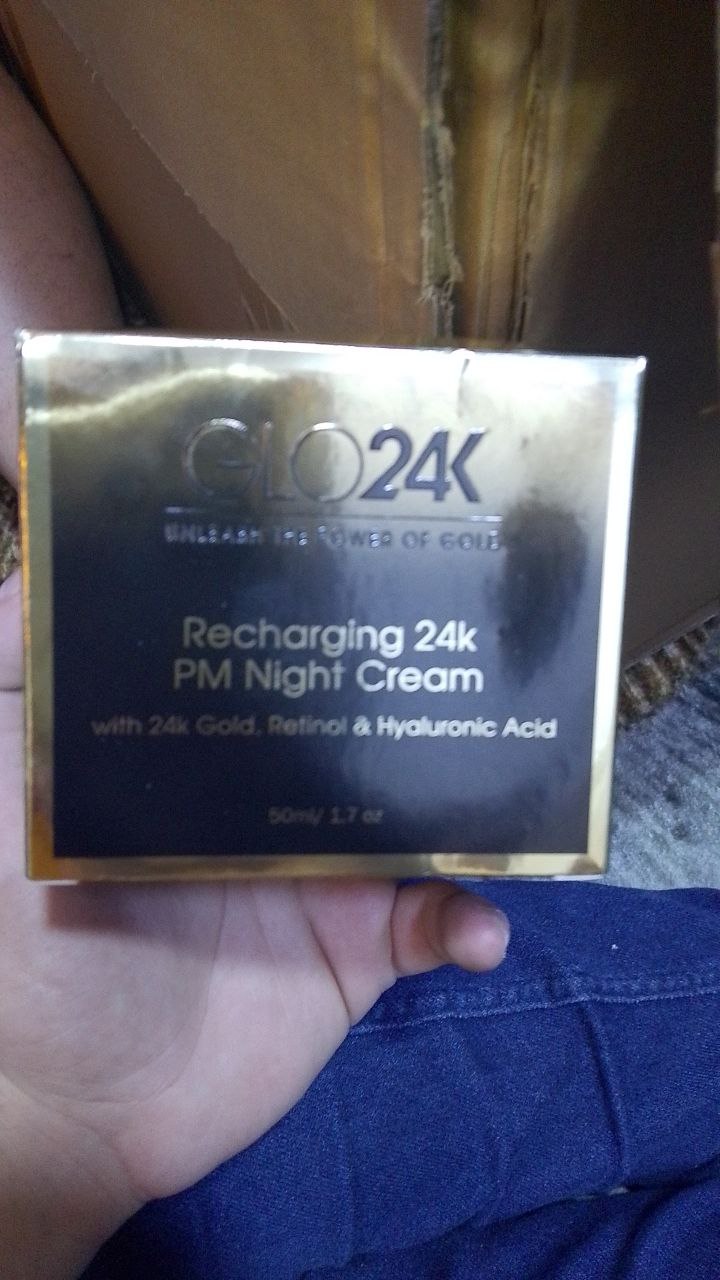 GLO24K
UNLEASH THE POWER OF GOLD
Recharging 24k
PM Night Cream
with 24k Gold, Retinol & Hyaluronic Acid
50ml/ 1.7 oz